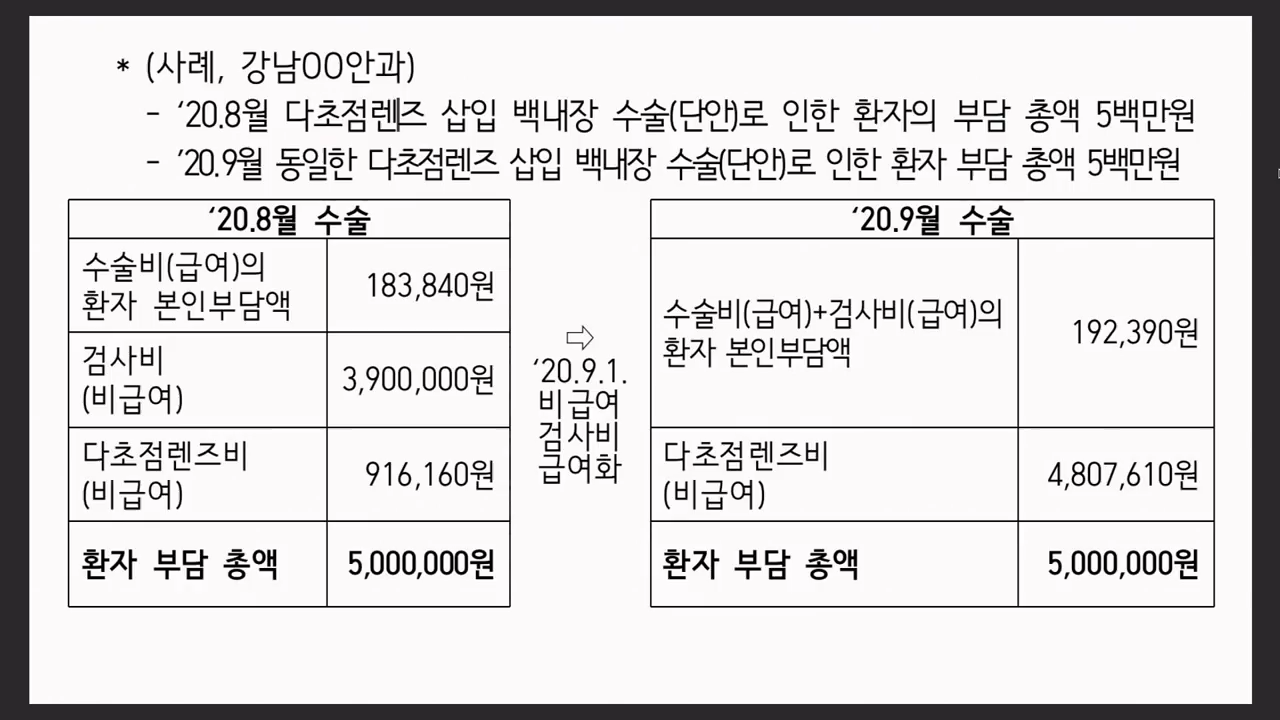 * (사례, 강남OO안과)
- ‘20.8월 다초점렌즈 삽입 백내장 수술(단안)로 인한 환자의 부담 총액 5백만원
- ’20.9월 동일한 다초점렌즈 삽입 백내장 수술(단안)로 인한 환자 부담 총액 5백만원
‘20.8월 수술
수술비(급여)의
환자 본인부담액
183,840원
검사비
(비급여)
3,900,000원
다초점렌즈비
(비급여)
916,160원
환자 부담 총액
5,000,000원
⇨
‘20.9.1.
비급여
검사비
급여화
‘20.9월 수술
수술비(급여)+검사비(급여)의
환자 본인부담액
192,390원
다초점렌즈비
(비급여)
4,807,610원
환자 부담 총액
5,000,000원